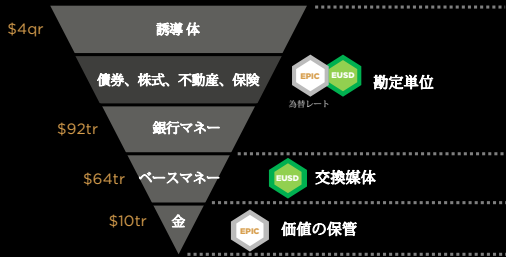 $4qr
誘導体
債券、株式、不動産、保険
EPIC
EUSD
勘定単位
為替レート
$92tr
銀行マネー
$64tr
ベースマネー
EUSD
交換媒体
$10tr
金
EPIC
価値の保管